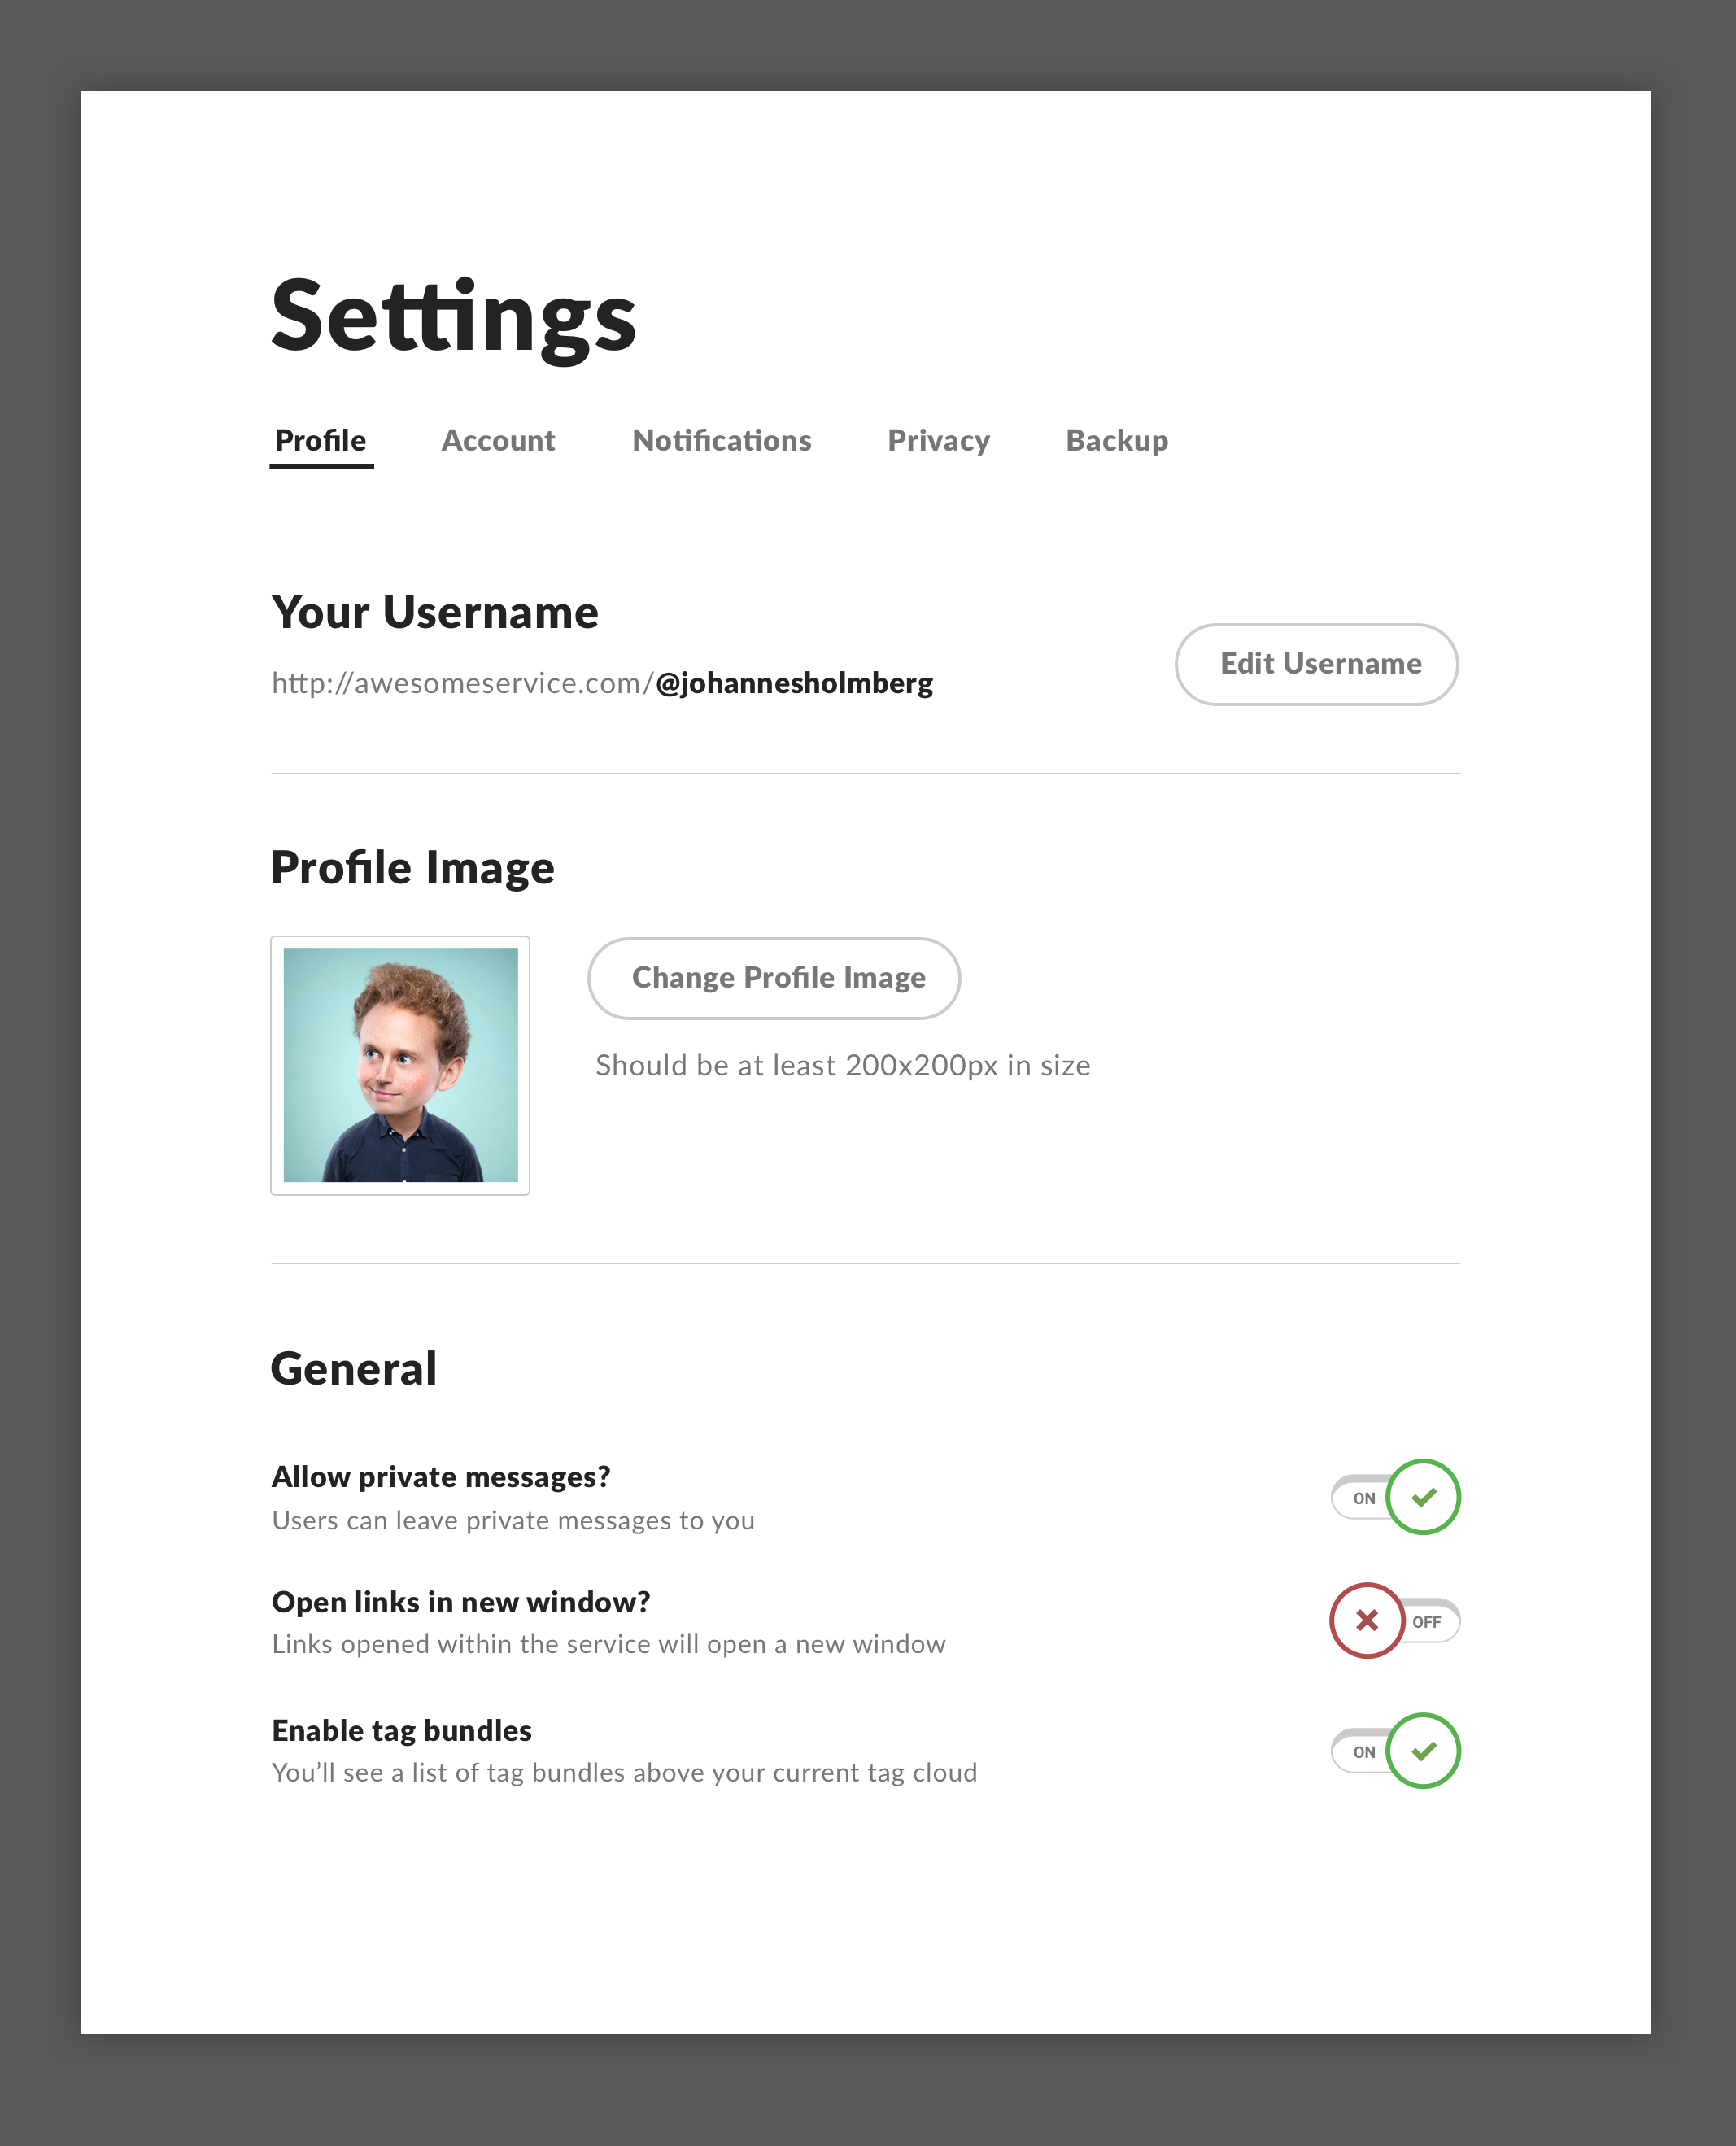 Settings
Profile Account Notifications Privacy Backup
Your Username
http://awesomeservice.com/@johannesholmberg
Edit Username
Profile Image
Change Profile Image
Should be at least 200x200px in size
General
Allow private messages?
Users can leave private messages to you
ON
Open links in new window?
Links opened within the service will open a new window
OFF
Enable tag bundles
You’ll see a list of tag bundles above your current tag cloud
ON